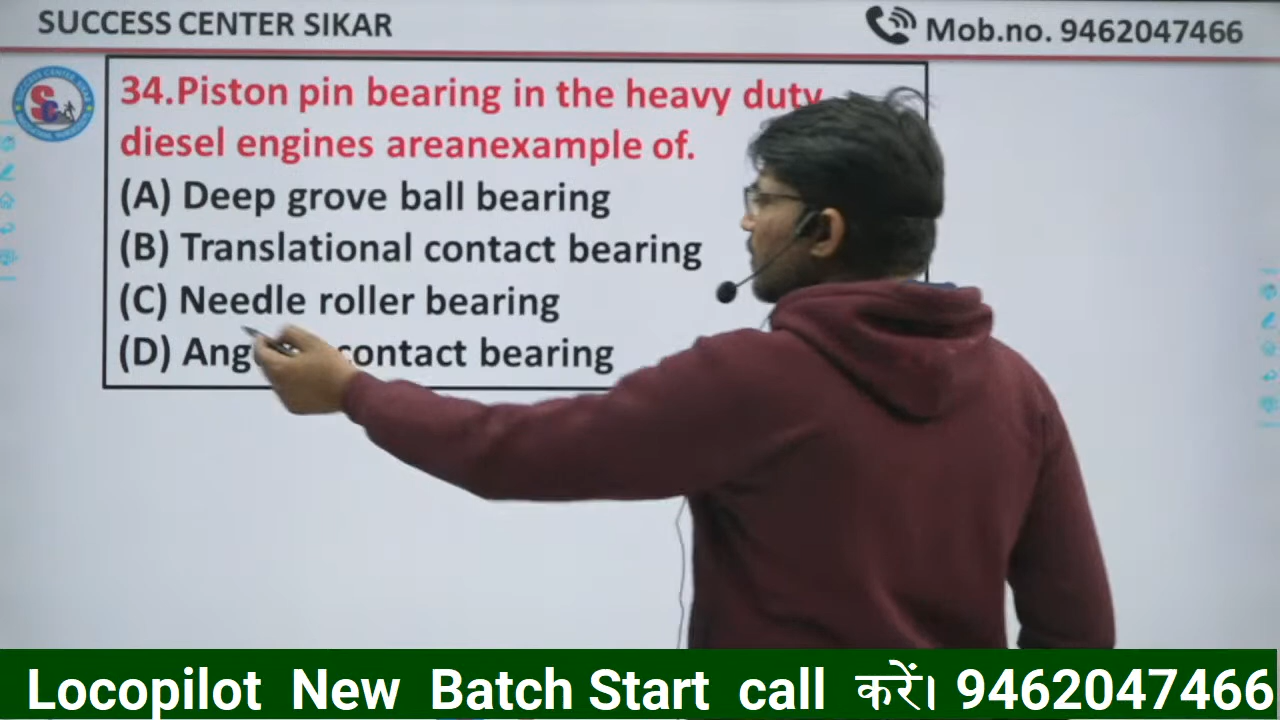 SUCCESS CENTER SIKAR
Mob.no. 9462047466
34.Piston pin bearing in the heavy duty
diesel engines areanexample of.
(A) Deep grove ball bearing
(B) Translational contact bearing
(C) Needle roller bearing
(D) Ang contact bearing
Locopilot New Batch Start call करें। 9462047466